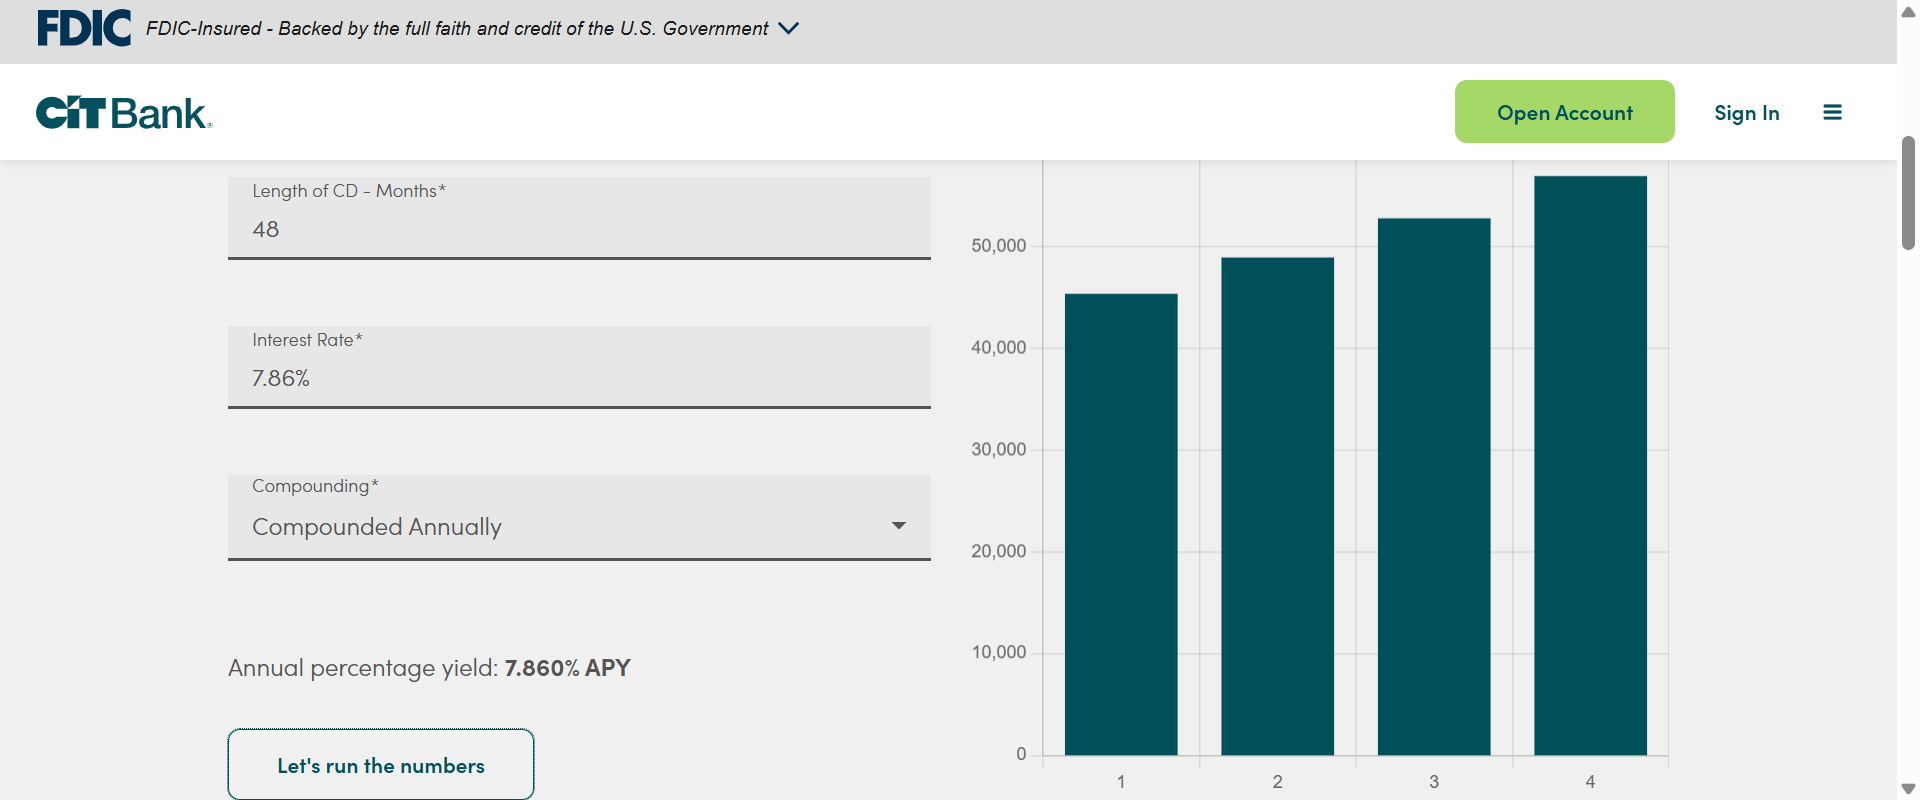 FDIC FDIC-Insured - Backed by the full faith and credit of the U.S. Government
CIT Bank®
Open Account
Sign In
Length of CD - Months*
48
Interest Rate*
7.86%
Compounding*
Compounded Annually
Annual percentage yield: 7.860% APY
Let's run the numbers
50,000
40,000
30,000
20,000
10,000
0
1 2 3 4